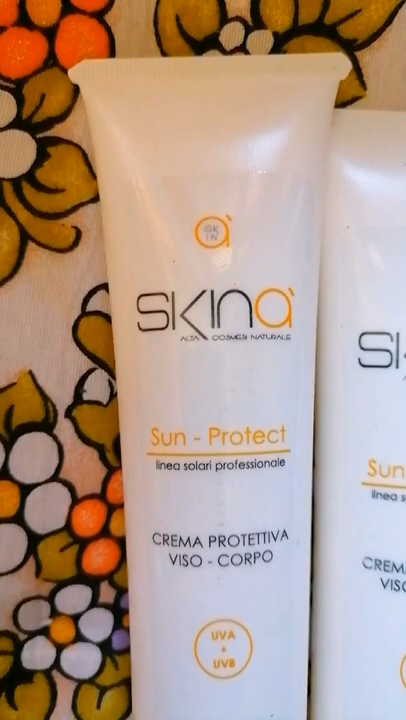 SK
IN
à
SKINÀ
ALTA COSMESI NATURALE
Sun - Protect
linea solari professionale
CREMA PROTETTIVA
VISO - CORPO
UVA
+
UVB
SK
Sun
linea s
CREM
VISO